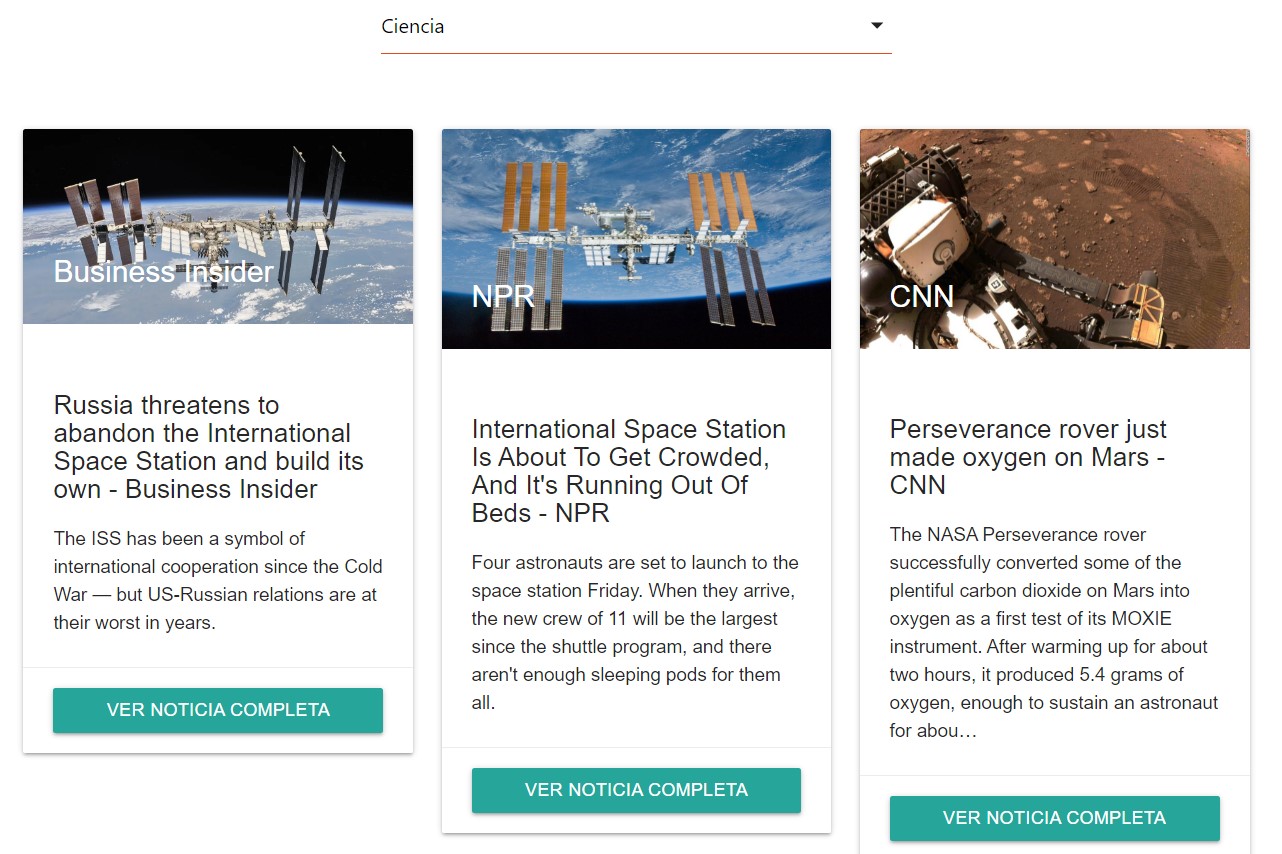 Ciencia
Business Insider
Russia threatens to
abandon the International
Space Station and build its
own - Business Insider
The ISS has been a symbol of
international cooperation since the Cold
War — but US-Russian relations are at
their worst in years.
VER NOTICIA COMPLETA
NPR
International Space Station
Is About To Get Crowded,
And It's Running Out Of
Beds - NPR
Four astronauts are set to launch to the
space station Friday. When they arrive,
the new crew of 11 will be the largest
since the shuttle program, and there
aren't enough sleeping pods for them
all.
VER NOTICIA COMPLETA
CNN
Perseverance rover just
made oxygen on Mars -
CNN
The NASA Perseverance rover
successfully converted some of the
plentiful carbon dioxide on Mars into
oxygen as a first test of its MOXIE
instrument. After warming up for about
two hours, it produced 5.4 grams of
oxygen, enough to sustain an astronaut
for abou…
VER NOTICIA COMPLETA